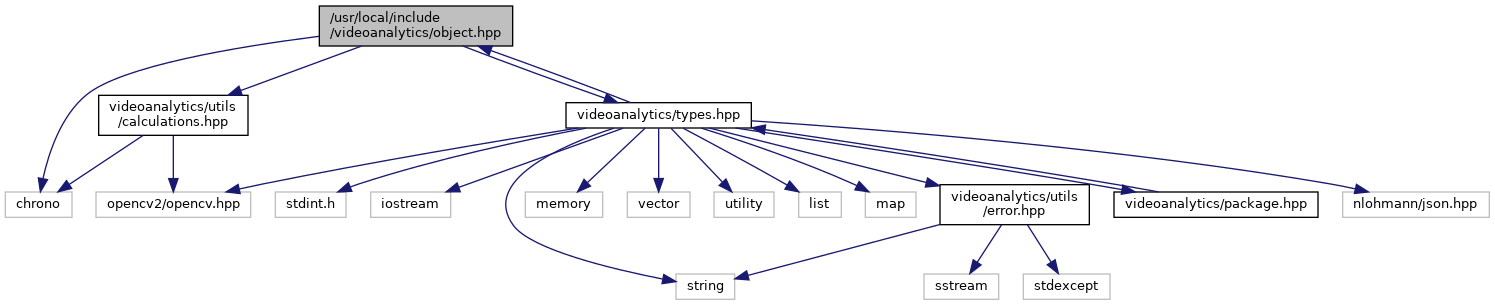 /usr/local/include
/videoanalytics/object.hpp
videoanalytics/utils
/calculations.hpp
videoanalytics/types.hpp
chrono
opencv2/opencv.hpp
stdint.h
iostream
memory
vector
utility
list
map
videoanalytics/utils
/error.hpp
videoanalytics/package.hpp
nlohmann/json.hpp
string
sstream
stdexcept